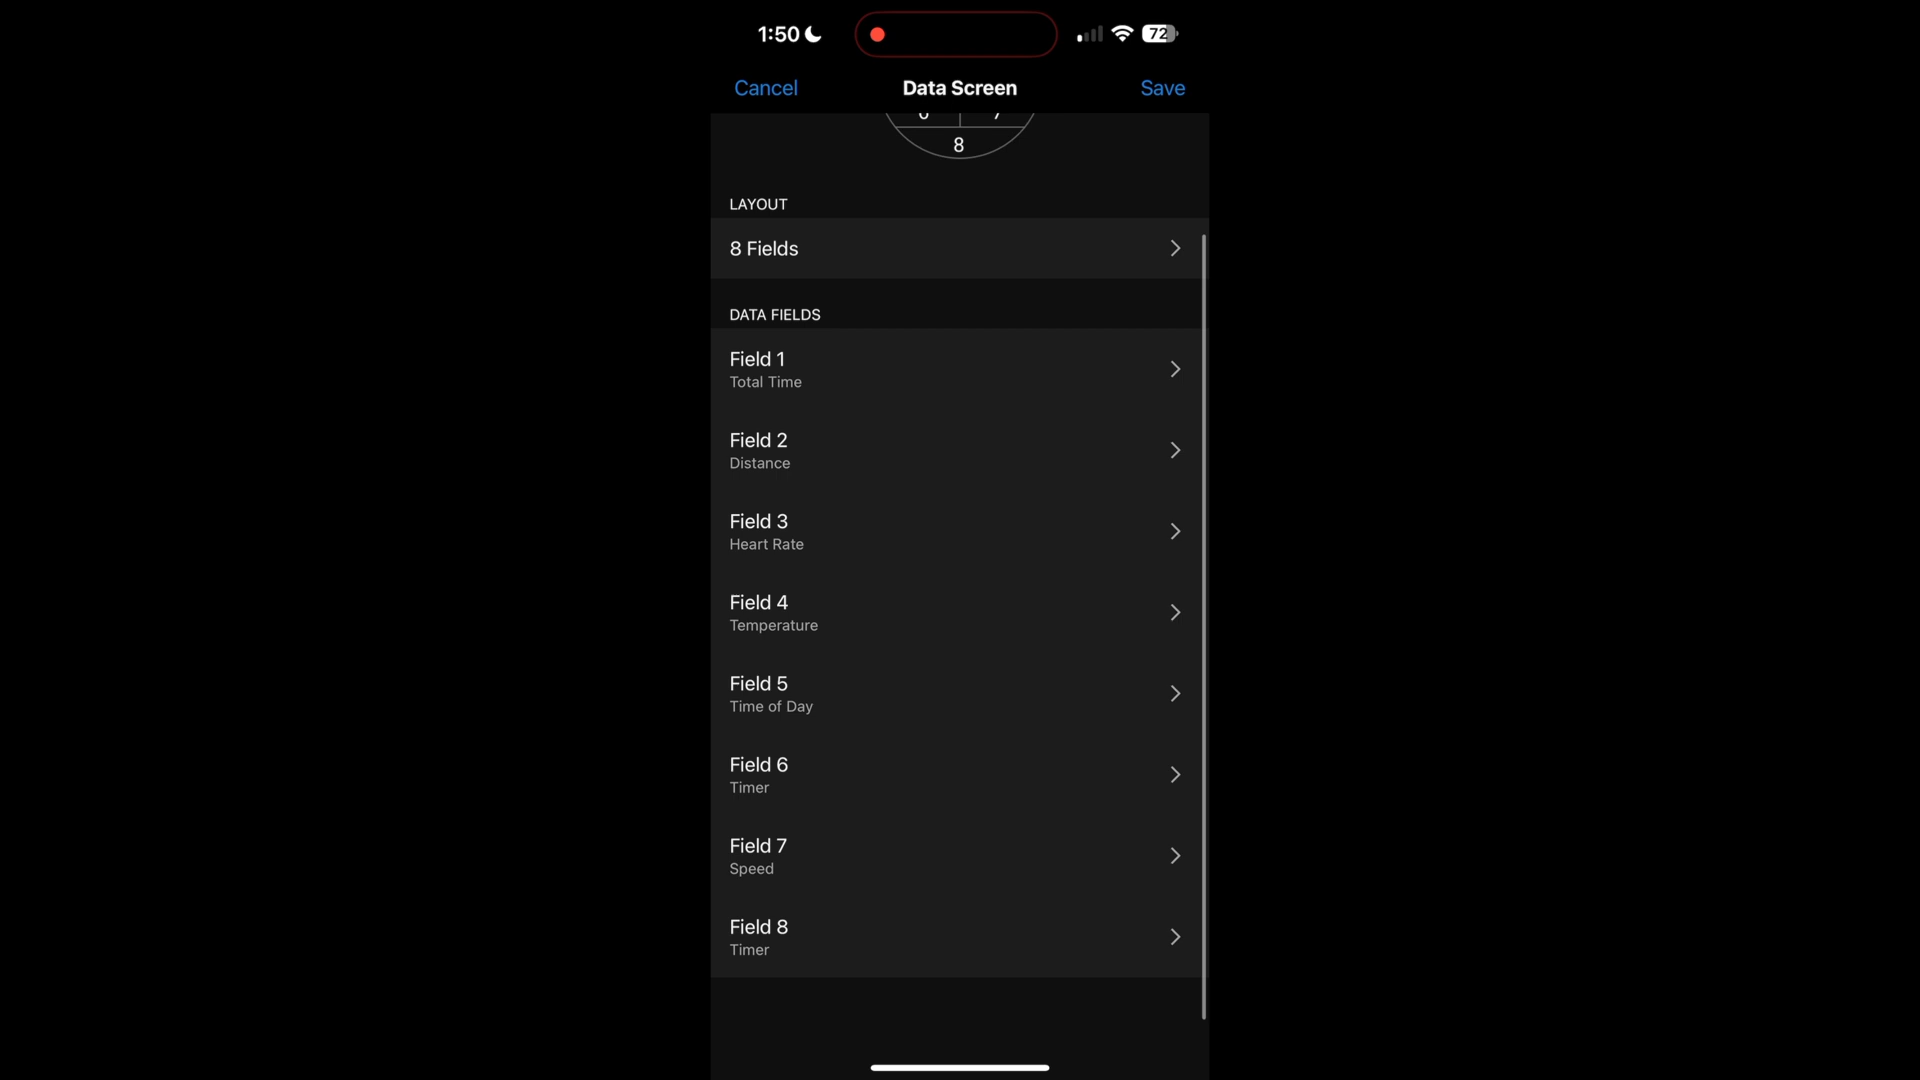 1:50
72
Cancel
Data Screen
Save
8
LAYOUT
8 Fields
DATA FIELDS
Field 1
Total Time
Field 2
Distance
Field 3
Heart Rate
Field 4
Temperature
Field 5
Time of Day
Field 6
Timer
Field 7
Speed
Field 8
Timer